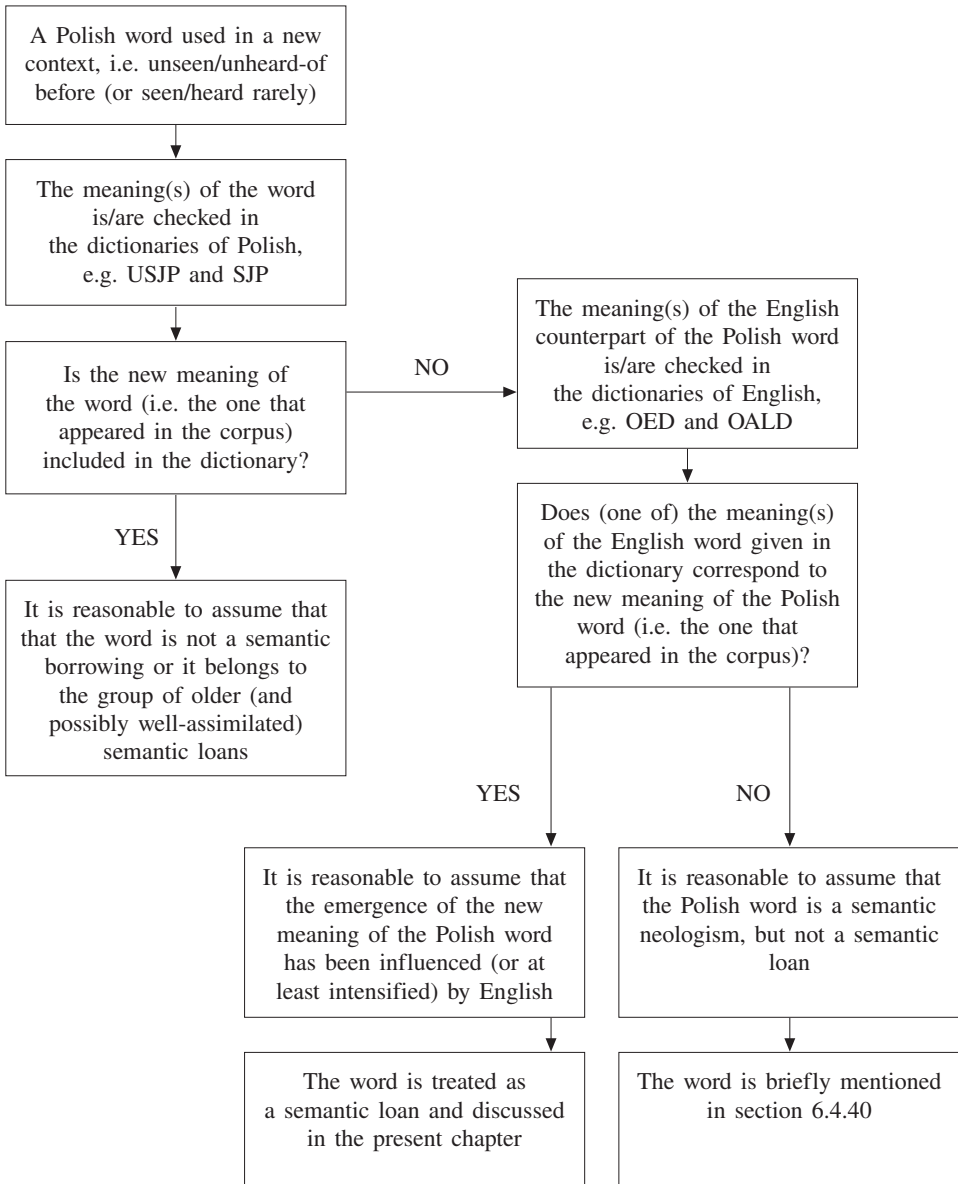 A Polish word used in a new
context, i.e. unseen/unheard-of
before (or seen/heard rarely)
The meaning(s) of the word
is/are checked in
the dictionaries of Polish,
e.g. USJP and SJP
Is the new meaning of
the word (i.e. the one that
appeared in the corpus)
included in the dictionary?
NO
The meaning(s) of the English
counterpart of the Polish word
is/are checked in
the dictionaries of English,
e.g. OED and OALD
YES
It is reasonable to assume that
that the word is not a semantic
borrowing or it belongs to
the group of older (and
possibly well-assimilated)
semantic loans
Does (one of) the meaning(s)
of the English word given in
the dictionary correspond to
the new meaning of the Polish
word (i.e. the one that
appeared in the corpus)?
YES
NO
It is reasonable to assume that
the emergence of the new
meaning of the Polish word
has been influenced (or at
least intensified) by English
It is reasonable to assume that
the Polish word is a semantic
neologism, but not a semantic
loan
The word is treated as
a semantic loan and discussed
in the present chapter
The word is briefly mentioned
in section 6.4.40